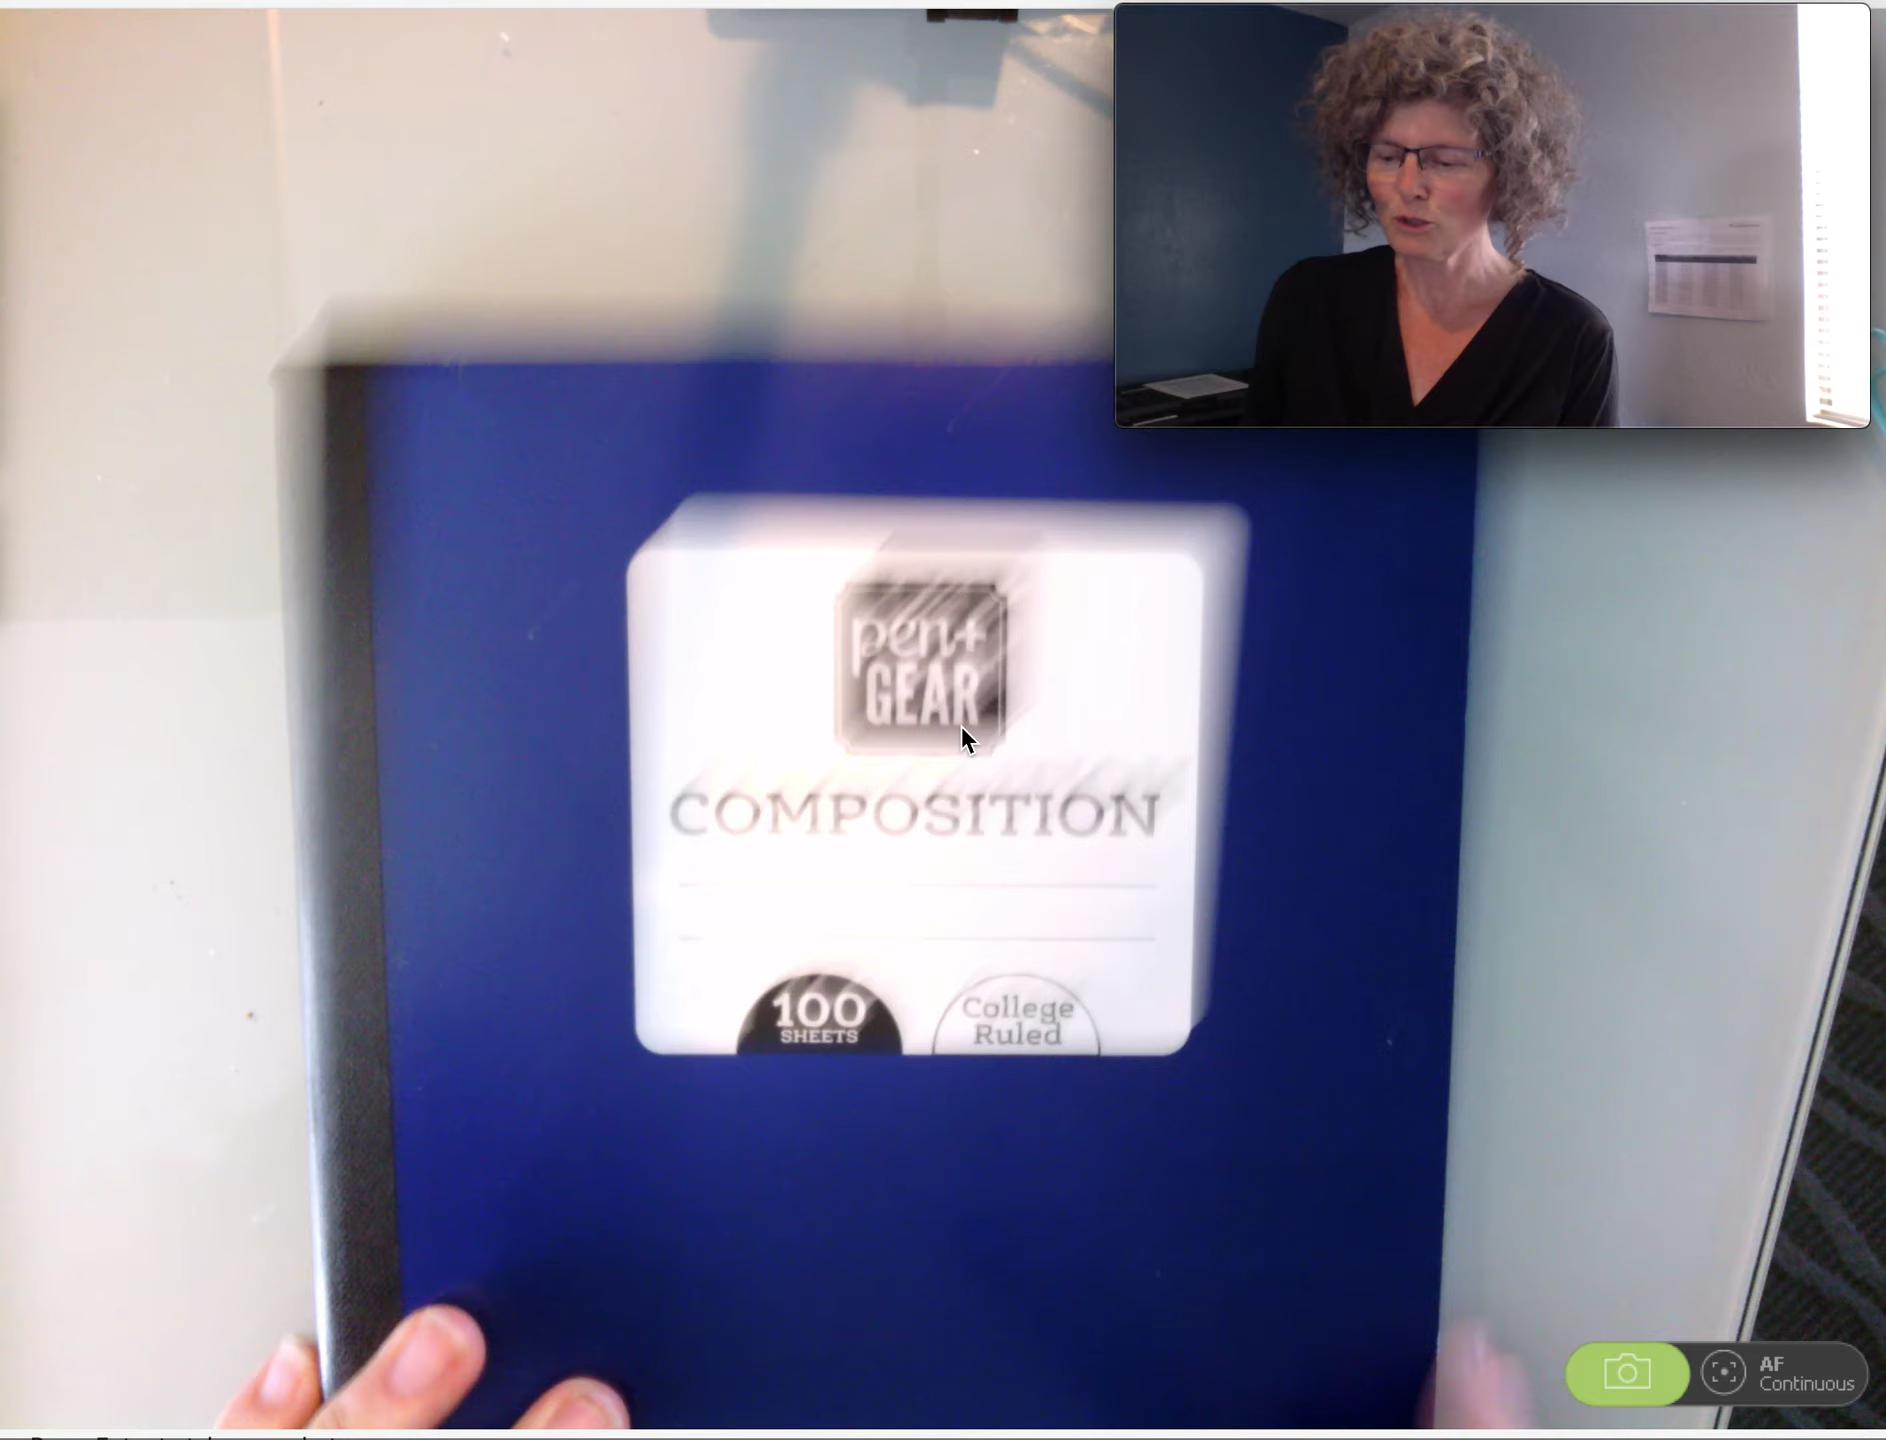 pen+
GEAR
COMPOSITION
100
SHEETS
College
Ruled
AF
Continuous